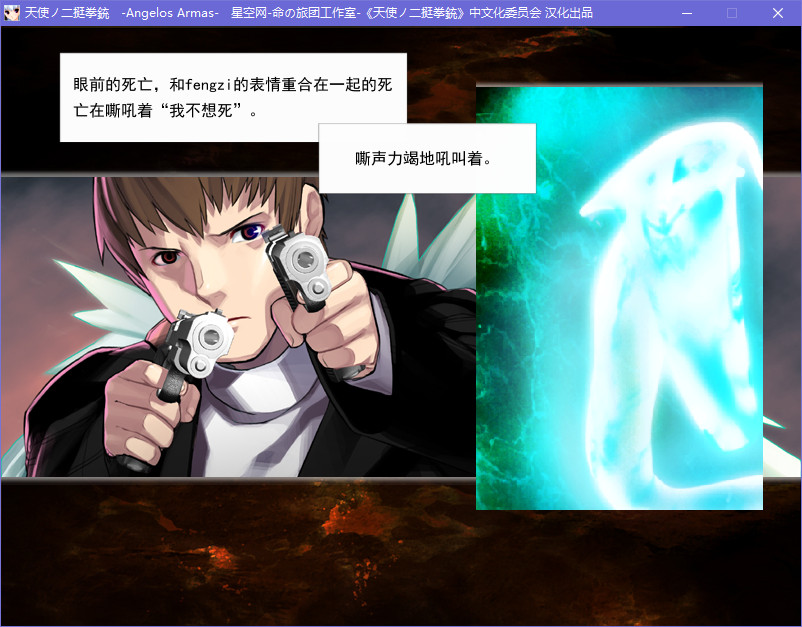 天使ノ二挺拳銃　-Angelos Armas-　星空网-命の旅团工作室-《天使ノ二挺拳銃》中文化委员会 汉化出品
眼前的死亡，和fengzi的表情重合在一起的死
亡在嘶吼着“我不想死”。
嘶声力竭地吼叫着。